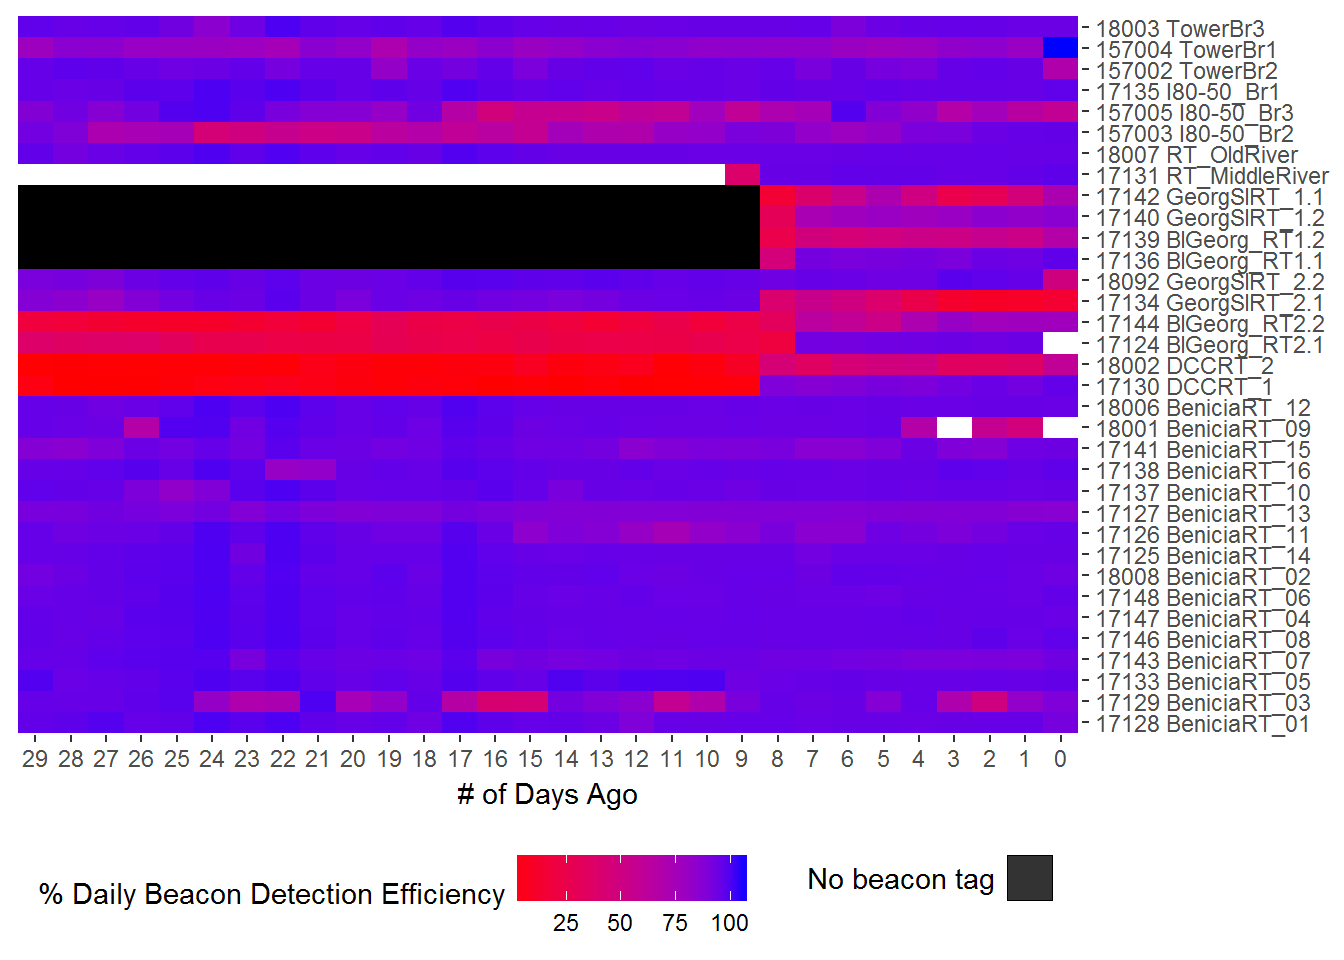 18003 TowerBr3
157004 TowerBr1
157002 TowerBr2
17135 I80-50_Br1
157005 I80-50_Br3
157003 I80-50_Br2
18007 RT_OldRiver
17131 RT_MiddleRiver
17142 GeorgSlRT_1.1
17140 GeorgSlRT_1.2
17139 BlGeorg_RT1.2
17136 BlGeorg_RT1.1
18092 GeorgSlRT_2.2
17134 GeorgSlRT_2.1
17144 BlGeorg_RT2.2
17124 BlGeorg_RT2.1
18002 DCCRT_2
17130 DCCRT_1
18006 BeniciaRT_12
18001 BeniciaRT_09
17141 BeniciaRT_15
17138 BeniciaRT_16
17137 BeniciaRT_10
17127 BeniciaRT_13
17126 BeniciaRT_11
17125 BeniciaRT_14
18008 BeniciaRT_02
17148 BeniciaRT_06
17147 BeniciaRT_04
17146 BeniciaRT_08
17143 BeniciaRT_07
17133 BeniciaRT_05
17129 BeniciaRT_03
17128 BeniciaRT_01
29 28 27 26 25 24 23 22 21 20 19 18 17 16 15 14 13 12 11 10 9 8 7 6 5 4 3 2 1 0
# of Days Ago
% Daily Beacon Detection Efficiency
25 50 75 100
No beacon tag